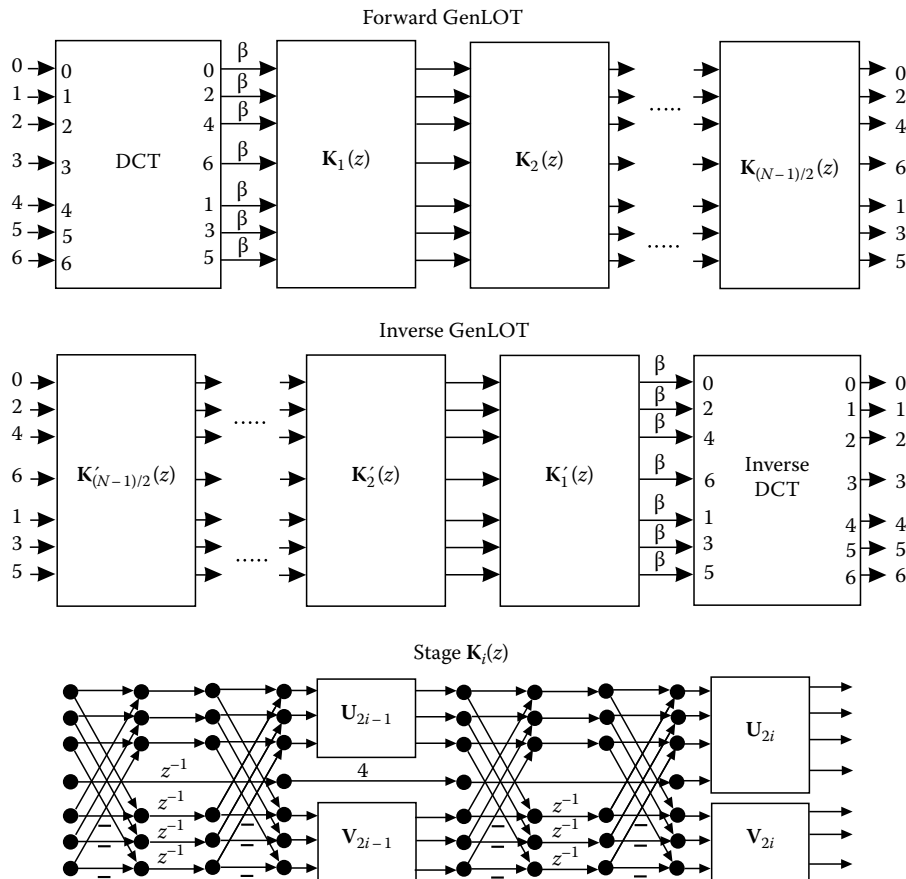 Forward GenLOT
β β β β β β β
0 1 2 3 4 5 6
0 1 2 3 4 5 6
DCT
0 2 4 6 1 3 5
K₁(z)
K₂(z)
.....
.....
K₍N−1₎/₂(z)
0 2 4 6 1 3 5
Inverse GenLOT
0 2 4 6 1 3 5
K′₍N−1₎/₂(z)
.....
.....
K′₂(z)
K′₁(z)
β β β β β β β
0 2 4 6 1 3 5
Inverse
DCT
0 1 2 3 4 5 6
0 1 2 3 4 5 6
Stage Kᵢ(z)
U₂ᵢ₋₁
U₂ᵢ
z⁻¹
4
z⁻¹ z⁻¹
– z⁻¹ – V₂ᵢ₋₁ – z⁻¹ – V₂ᵢ
– z⁻¹ – – z⁻¹ –
– – – –